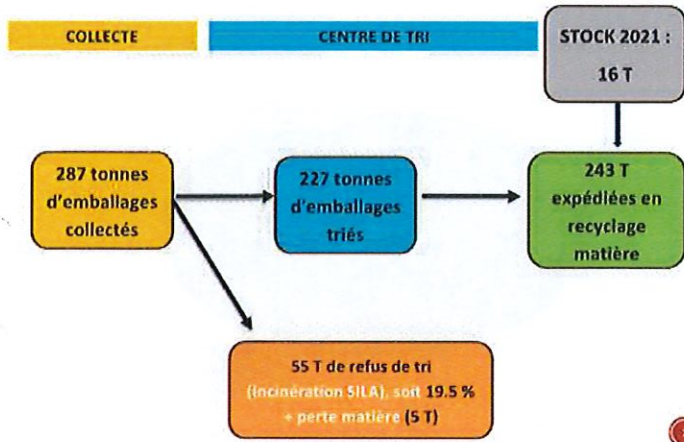 COLLECTE
CENTRE DE TRI
STOCK 2021 :
16 T
287 tonnes
d'emballages
collectés
227 tonnes
d'emballages
triés
243 T
expédiées en
recyclage
matière
55 T de refus de tri
(incinération SILA), soit 19.5 %
+ perte matière (5 T)